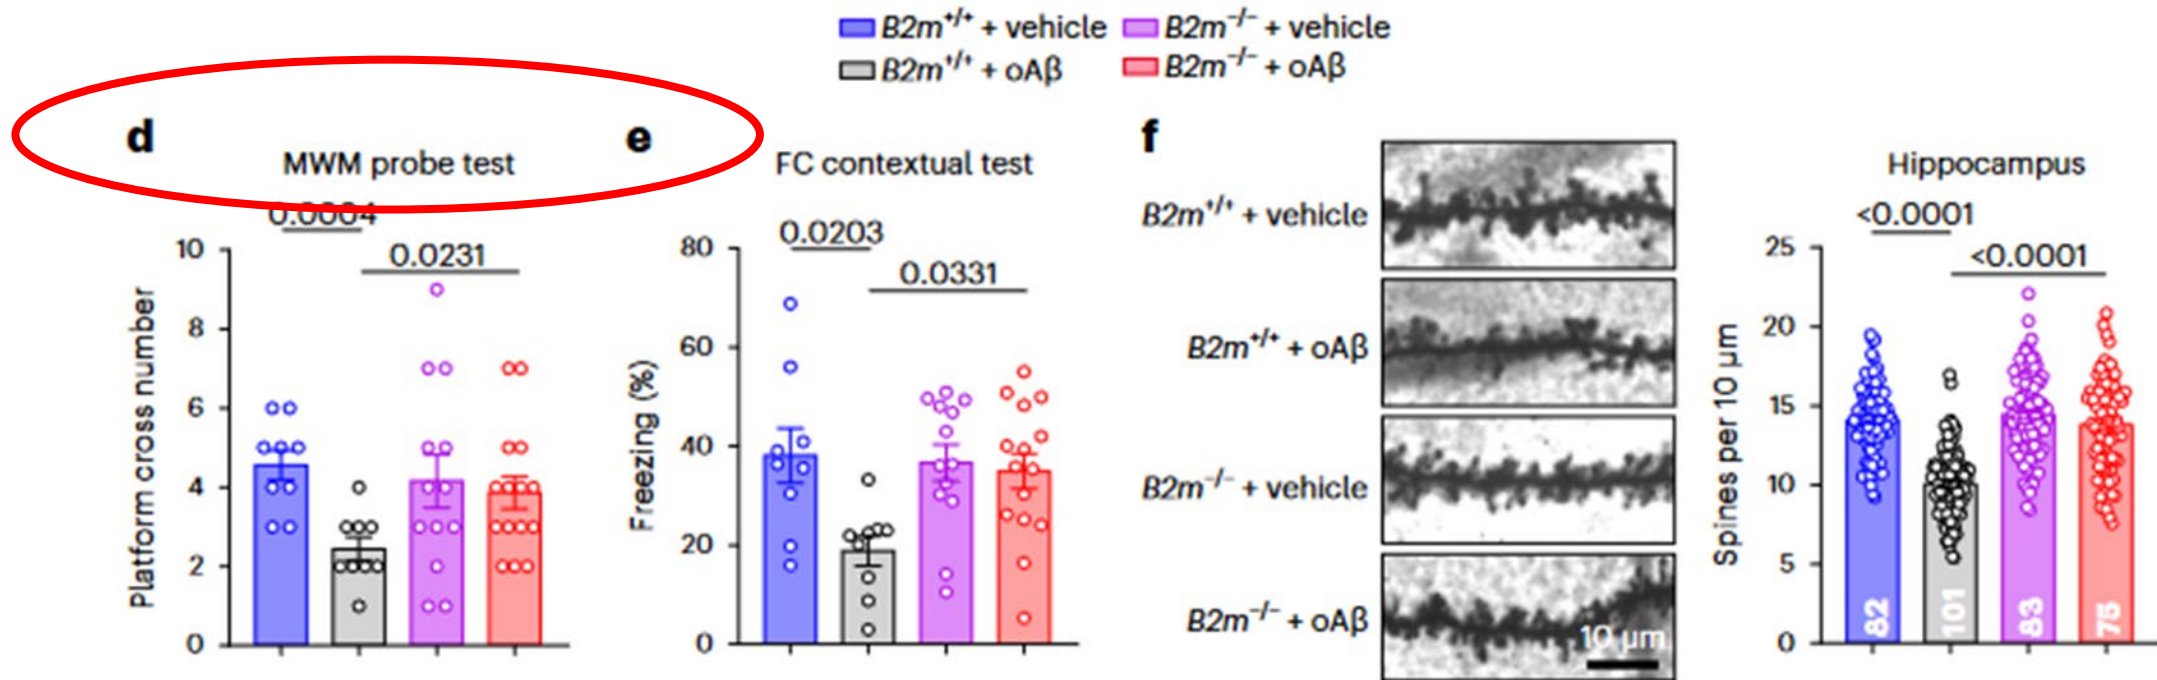 B2m+/+ + vehicle B2m−/− + vehicle
B2m+/+ + oAβ B2m−/− + oAβ
d
MWM probe test
0.0004
0.0231
Platform cross number
10
8
6
4
2
0
e
FC contextual test
0.0203
0.0331
Freezing (%)
80
60
40
20
0
f
B2m+/+ + vehicle
B2m+/+ + oAβ
B2m−/− + vehicle
B2m−/− + oAβ
10 µm
Hippocampus
<0.0001
<0.0001
Spines per 10 µm
25
20
15
10
5
0
82
101
83
75